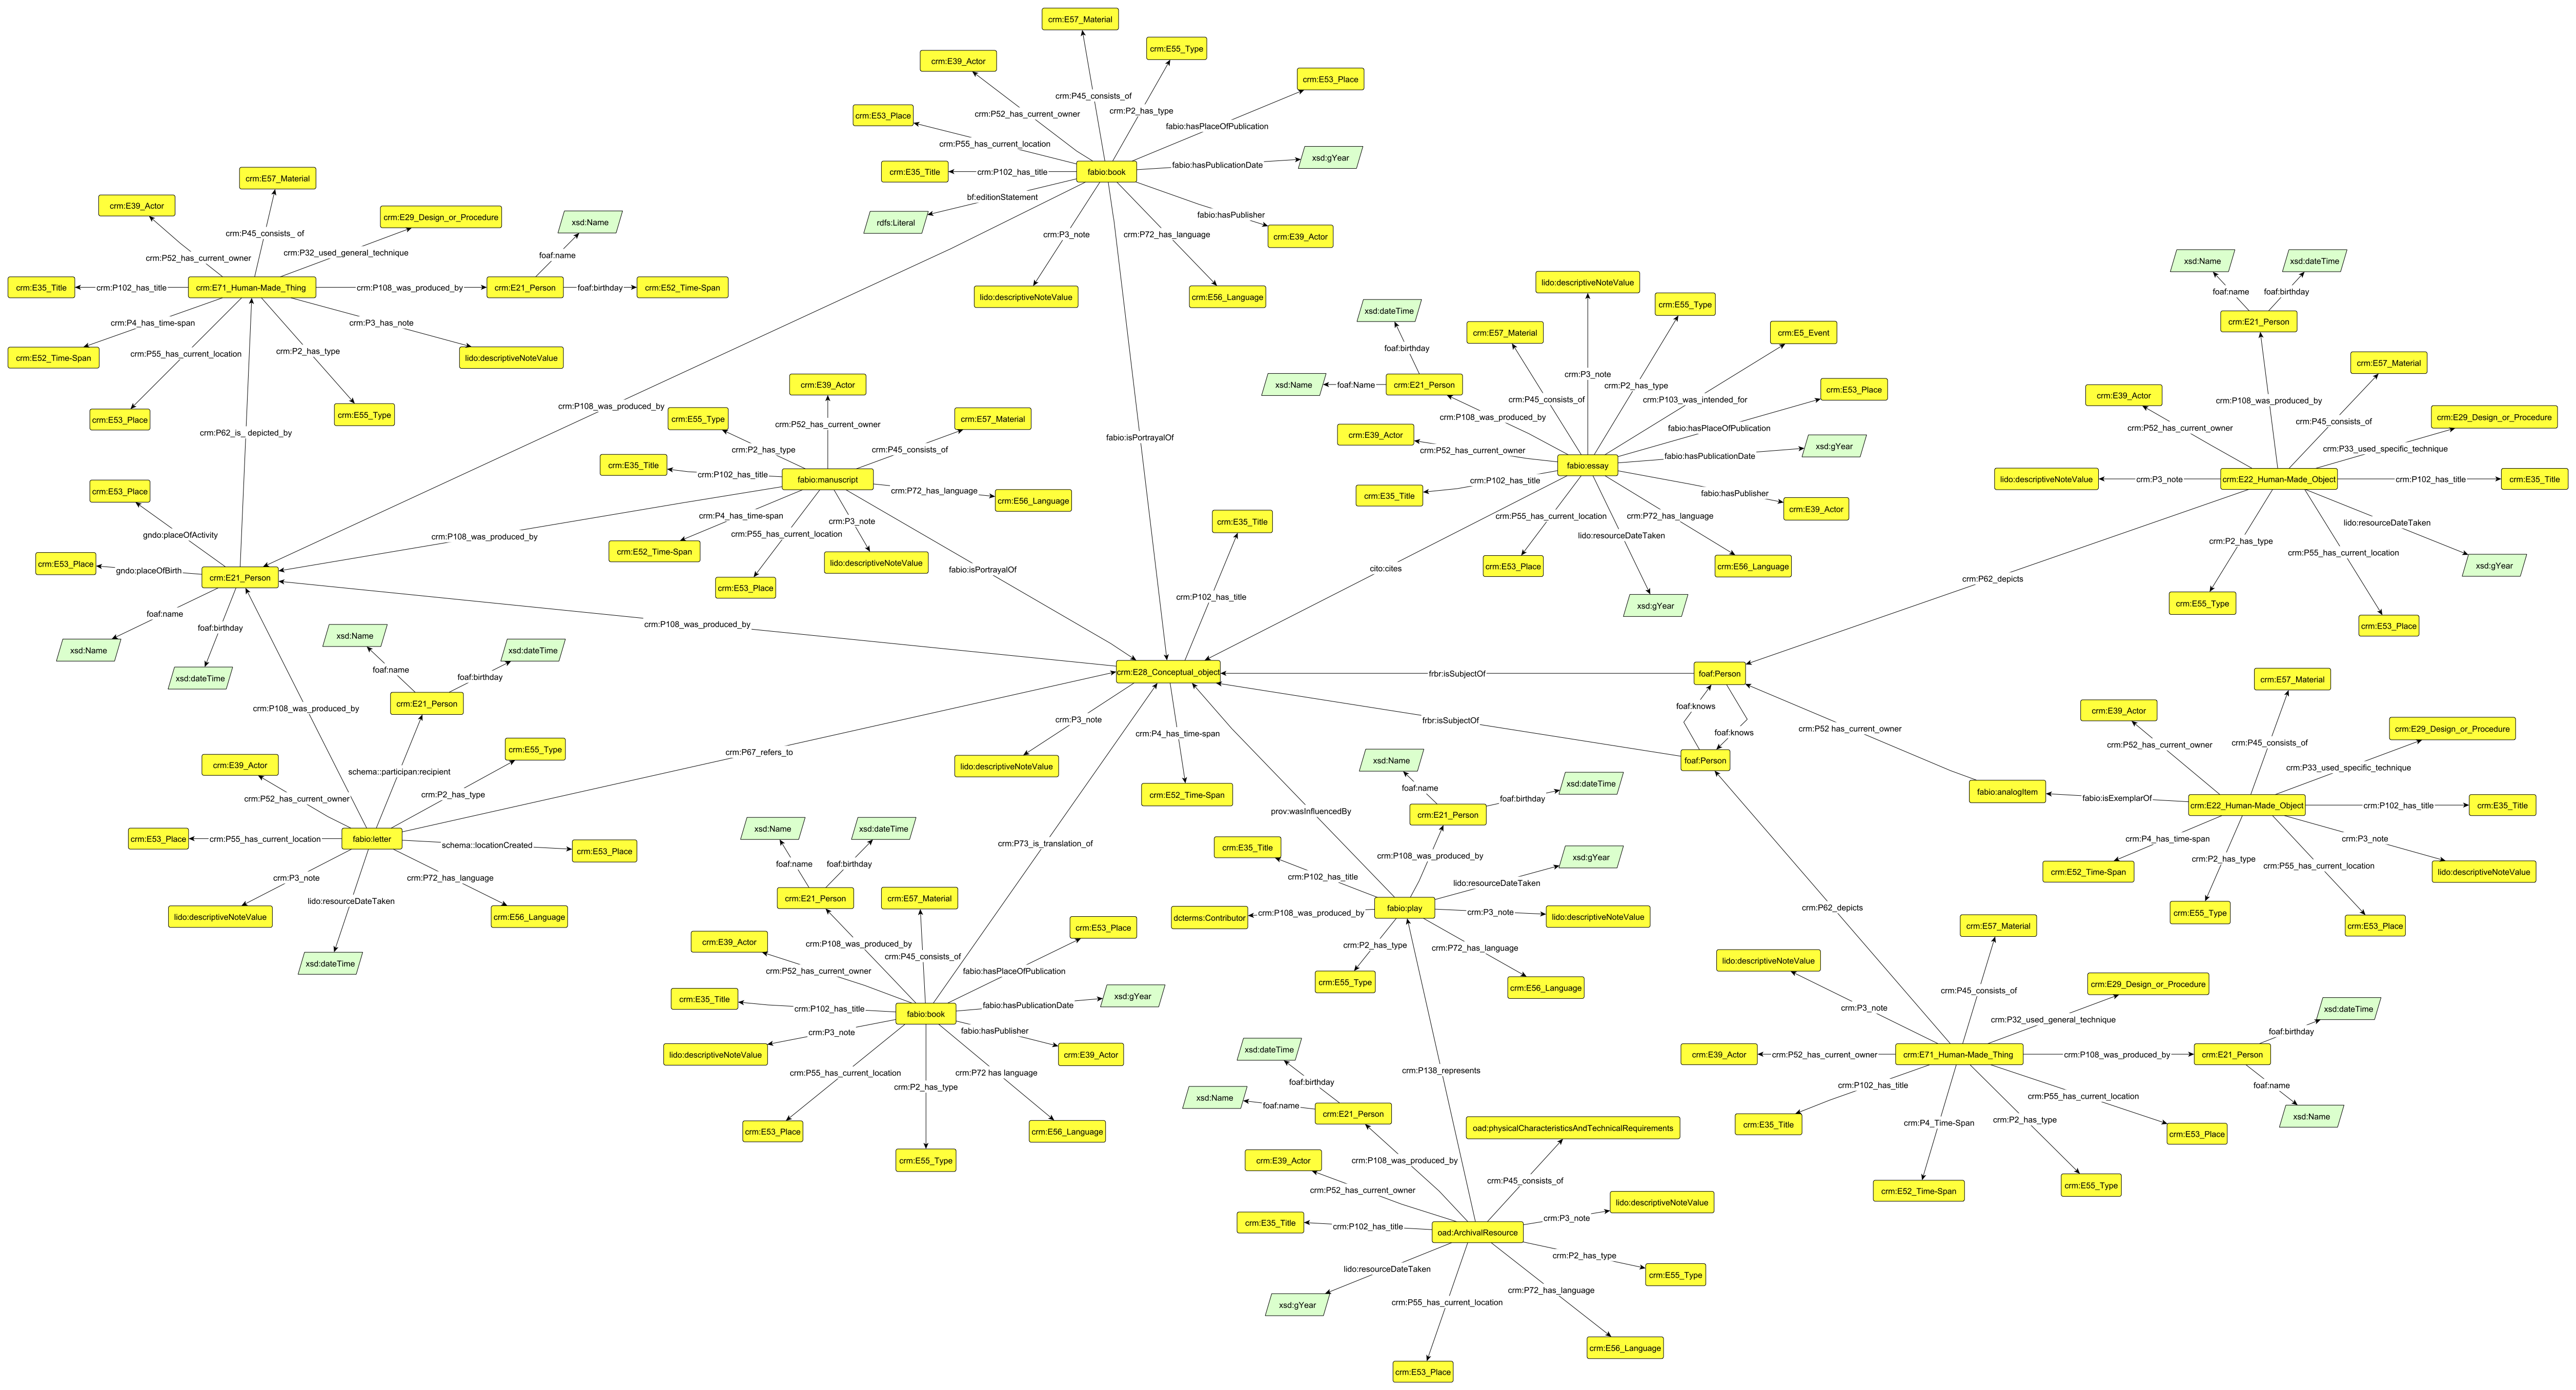 crm:E57_Material
crm:E39_Actor
crm:E55_Type
crm:E53_Place
crm:P45_consists_of
crm:P52_has_current_owner
crm:P2_has_type
crm:E53_Place
fabio:hasPlaceOfPublication
crm:P55_has_current_location
fabio:hasPublicationDate
xsd:gYear
crm:E35_Title
crm:P102_has_title
fabio:book
bf:editionStatement
rdfs:Literal
fabio:hasPublisher
crm:E39_Actor
crm:P3_note
crm:P72_has_language
lido:descriptiveNoteValue
crm:E56_Language
crm:P108_was_produced_by
fabio:isPortrayalOf
crm:E57_Material
crm:E39_Actor
crm:E29_Design_or_Procedure
xsd:Name
crm:P45_consists_ of
crm:P32_used_general_technique
crm:P52_has_current_owner
foaf:name
crm:E35_Title
crm:P102_has_title
crm:E71_Human-Made_Thing
crm:P108_was_produced_by
crm:E21_Person
foaf:birthday
crm:E52_Time-Span
crm:P4_has_time-span
crm:P3_has_note
crm:E52_Time-Span
crm:P55_has_current_location
crm:P2_has_type
lido:descriptiveNoteValue
crm:E53_Place
crm:E55_Type
crm:P62_is_ depicted_by
crm:E53_Place
gndo:placeOfActivity
crm:E53_Place
gndo:placeOfBirth
crm:E21_Person
foaf:name
foaf:birthday
xsd:Name
xsd:dateTime
crm:E39_Actor
crm:E55_Type
crm:E57_Material
crm:P52_has_current_owner
crm:P2_has_type
crm:P45_consists_of
crm:E35_Title
crm:P102_has_title
fabio:manuscript
crm:P72_has_language
crm:E56_Language
crm:P4_has_time-span
crm:P3_note
crm:P108_was_produced_by
crm:P55_has_current_location
crm:E52_Time-Span
lido:descriptiveNoteValue
fabio:isPortrayalOf
crm:E53_Place
crm:E35_Title
crm:P102_has_title
crm:P108_was_produced_by
crm:E28_Conceptual_object
crm:P3_note
crm:P4_has_time-span
lido:descriptiveNoteValue
crm:E52_Time-Span
lido:descriptiveNoteValue
xsd:dateTime
crm:E57_Material
crm:E55_Type
crm:E5_Event
foaf:birthday
crm:P3_note
xsd:Name
foaf:Name
crm:E21_Person
crm:P2_has_type
crm:E53_Place
crm:P45_consists_of
crm:P103_was_intended_for
crm:P108_was_produced_by
fabio:hasPlaceOfPublication
crm:E39_Actor
crm:P52_has_current_owner
fabio:hasPublicationDate
xsd:gYear
fabio:essay
crm:P102_has_title
fabio:hasPublisher
crm:E35_Title
crm:E39_Actor
crm:P55_has_current_location
crm:P72_has_language
lido:resourceDateTaken
crm:E53_Place
crm:E56_Language
cito:cites
xsd:gYear
xsd:Name
xsd:dateTime
foaf:name
foaf:birthday
crm:E21_Person
crm:E57_Material
crm:E39_Actor
crm:P108_was_produced_by
crm:E29_Design_or_Procedure
crm:P45_consists_of
crm:P52_has_current_owner
crm:P33_used_specific_technique
lido:descriptiveNoteValue
crm:P3_note
crm:E22_Human-Made_Object
crm:P102_has_title
crm:E35_Title
lido:resourceDateTaken
crm:P2_has_type
crm:P55_has_current_location
xsd:gYear
crm:P62_depicts
crm:E55_Type
crm:E53_Place
frbr:isSubjectOf
foaf:Person
foaf:knows
frbr:isSubjectOf
foaf:knows
foaf:Person
crm:P52 has_current_owner
crm:E57_Material
crm:E39_Actor
crm:E29_Design_or_Procedure
crm:P52_has_current_owner
crm:P45_consists_of
crm:P33_used_specific_technique
fabio:analogItem
fabio:isExemplarOf
crm:E22_Human-Made_Object
crm:P102_has_title
crm:E35_Title
crm:P4_has_time-span
crm:P3_note
crm:P2_has_type
crm:P55_has_current_location
crm:E52_Time-Span
lido:descriptiveNoteValue
crm:E55_Type
crm:E53_Place
xsd:Name
xsd:dateTime
foaf:name
foaf:birthday
crm:E21_Person
crm:P108_was_produced_by
crm:E55_Type
crm:E39_Actor
schema::participan:recipient
crm:P67_refers_to
crm:P52_has_current_owner
crm:P2_has_type
crm:E53_Place
crm:P55_has_current_location
fabio:letter
schema::locationCreated
crm:E53_Place
crm:P3_note
crm:P72_has_language
lido:resourceDateTaken
lido:descriptiveNoteValue
crm:E56_Language
xsd:dateTime
crm:P73_is_translation_of
xsd:Name
xsd:dateTime
foaf:name
foaf:birthday
crm:E21_Person
crm:E57_Material
crm:E39_Actor
crm:P108_was_produced_by
crm:E53_Place
crm:P45_consists_of
crm:P52_has_current_owner
fabio:hasPlaceOfPublication
crm:E35_Title
crm:P102_has_title
fabio:hasPublicationDate
xsd:gYear
fabio:book
crm:P3_note
fabio:hasPublisher
lido:descriptiveNoteValue
crm:E39_Actor
crm:P55_has_current_location
crm:P2_has_type
crm:P72 has language
crm:E53_Place
crm:E56_Language
crm:E55_Type
prov:wasInfluencedBy
xsd:Name
xsd:dateTime
foaf:name
foaf:birthday
crm:E21_Person
crm:E35_Title
crm:P108_was_produced_by
xsd:gYear
crm:P102_has_title
lido:resourceDateTaken
dcterms:Contributor
crm:P108_was_produced_by
fabio:play
crm:P3_note
lido:descriptiveNoteValue
crm:P2_has_type
crm:P72_has_language
crm:E55_Type
crm:E56_Language
crm:P138_represents
xsd:dateTime
foaf:birthday
xsd:Name
foaf:name
crm:E21_Person
oad:physicalCharacteristicsAndTechnicalRequirements
crm:E39_Actor
crm:P108_was_produced_by
crm:P45_consists_of
crm:P52_has_current_owner
lido:descriptiveNoteValue
crm:E35_Title
crm:P102_has_title
crm:P3_note
oad:ArchivalResource
crm:P2_has_type
lido:resourceDateTaken
crm:E55_Type
xsd:gYear
crm:P55_has_current_location
crm:P72_has_language
crm:E56_Language
crm:E53_Place
crm:P62_depicts
crm:E57_Material
lido:descriptiveNoteValue
crm:P45_consists_of
crm:E29_Design_or_Procedure
crm:P3_note
crm:P32_used_general_technique
xsd:dateTime
foaf:birthday
crm:E39_Actor
crm:P52_has_current_owner
crm:E71_Human-Made_Thing
crm:P108_was_produced_by
crm:E21_Person
crm:P102_has_title
foaf:name
crm:P55_has_current_location
crm:E35_Title
crm:P4_Time-Span
crm:P2_has_type
xsd:Name
crm:E53_Place
crm:E52_Time-Span
crm:E55_Type